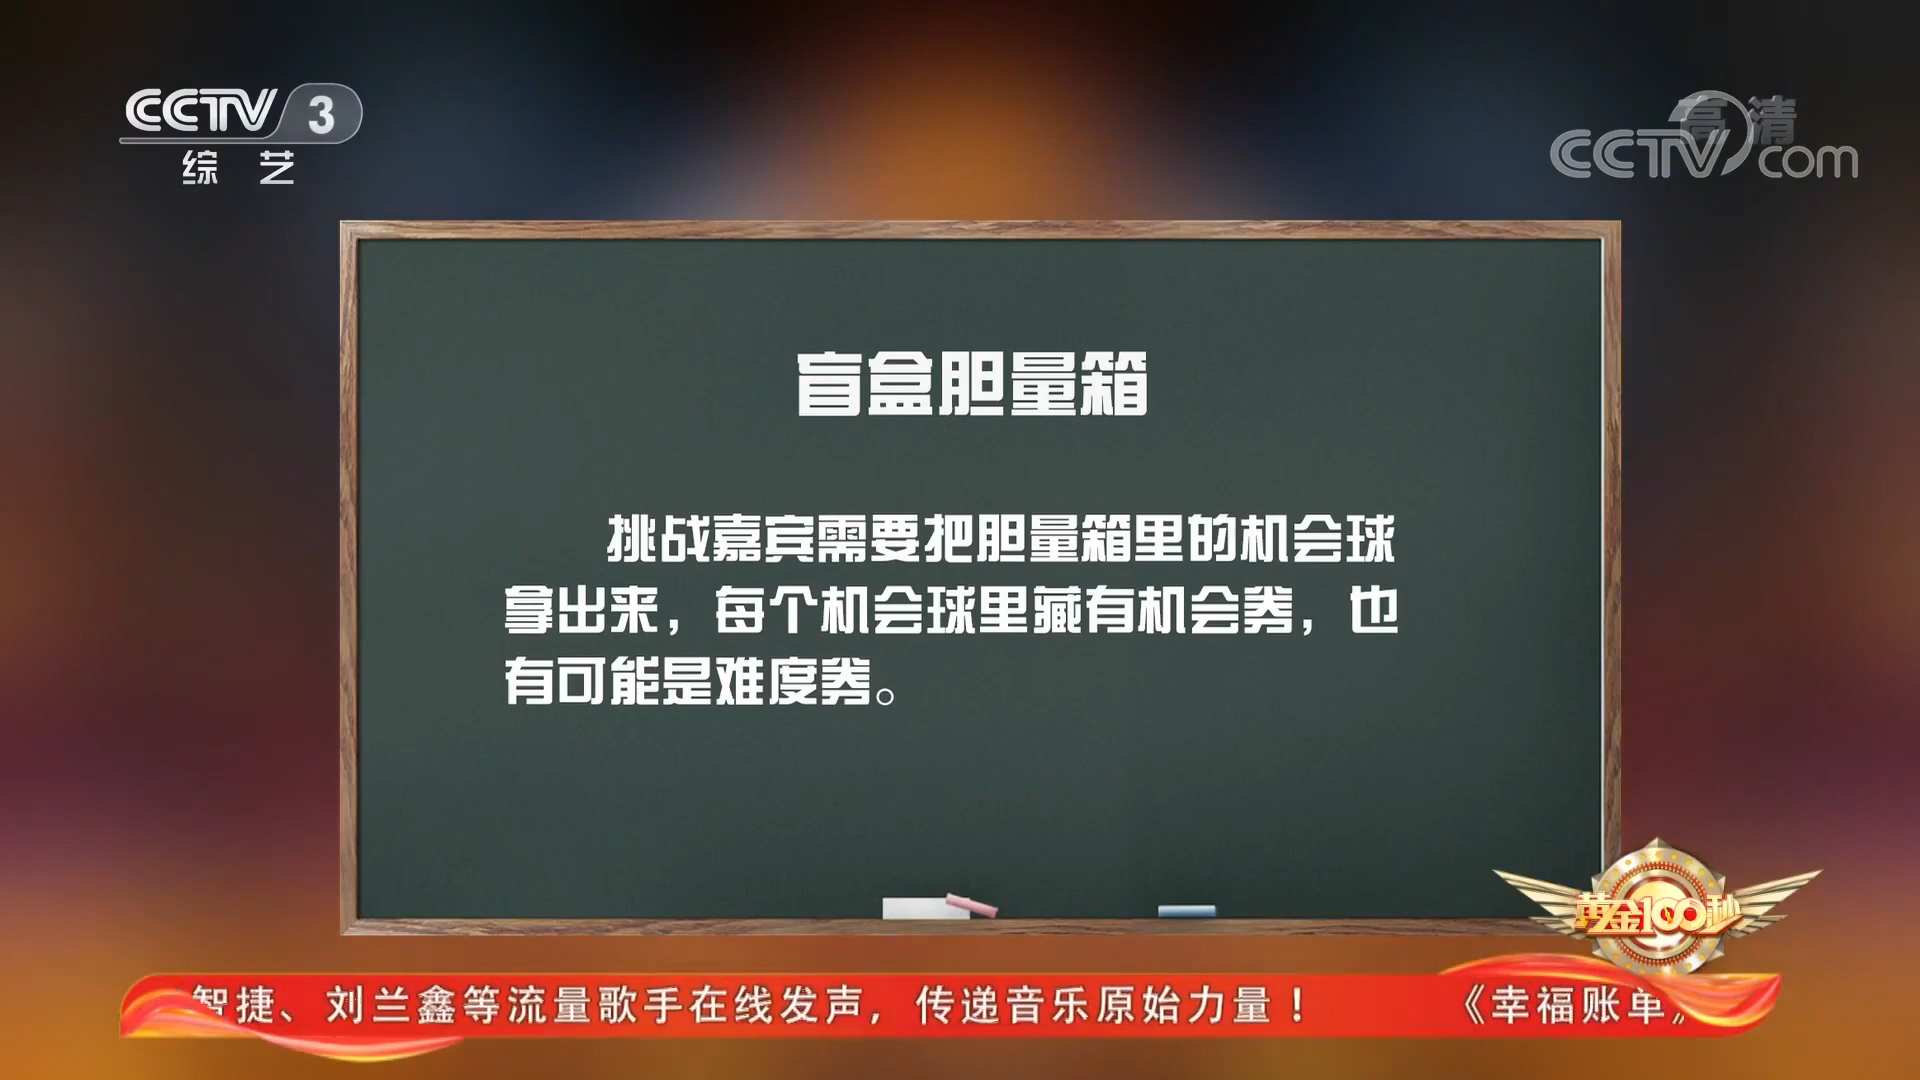 CCTV 3
综 艺
高清
CCTV com
盲盒胆量箱
挑战嘉宾需要把胆量箱里的机会球
拿出来，每个机会球里藏有机会券，也
有可能是难度券。
黄金100秒
智捷、刘兰鑫等流量歌手在线发声，传递音乐原始力量！ 《幸福账单》